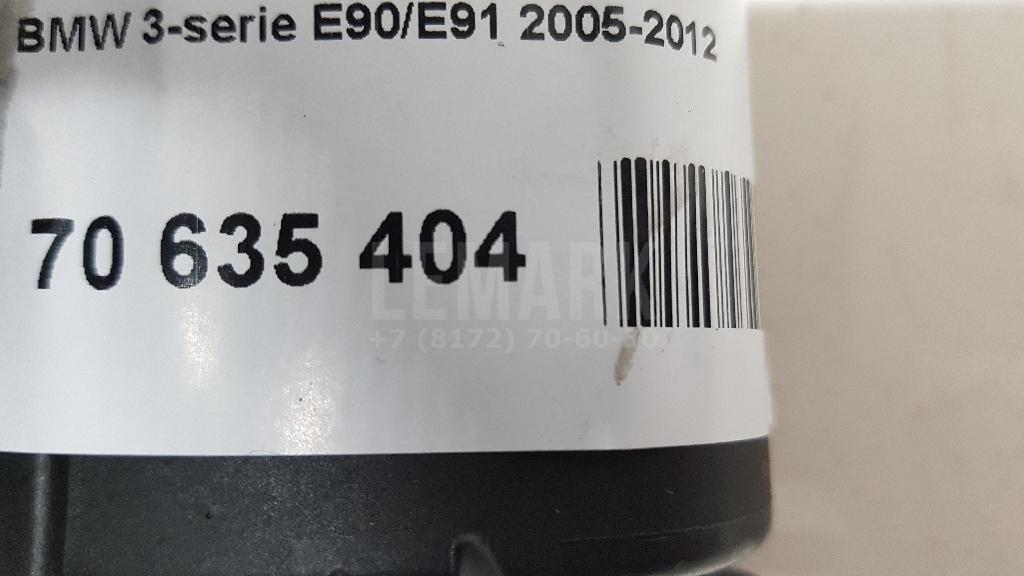 BMW 3-serie E90/E91 2005-2012
70 635 404
LEMARK
+7 (8172) 70-60-30